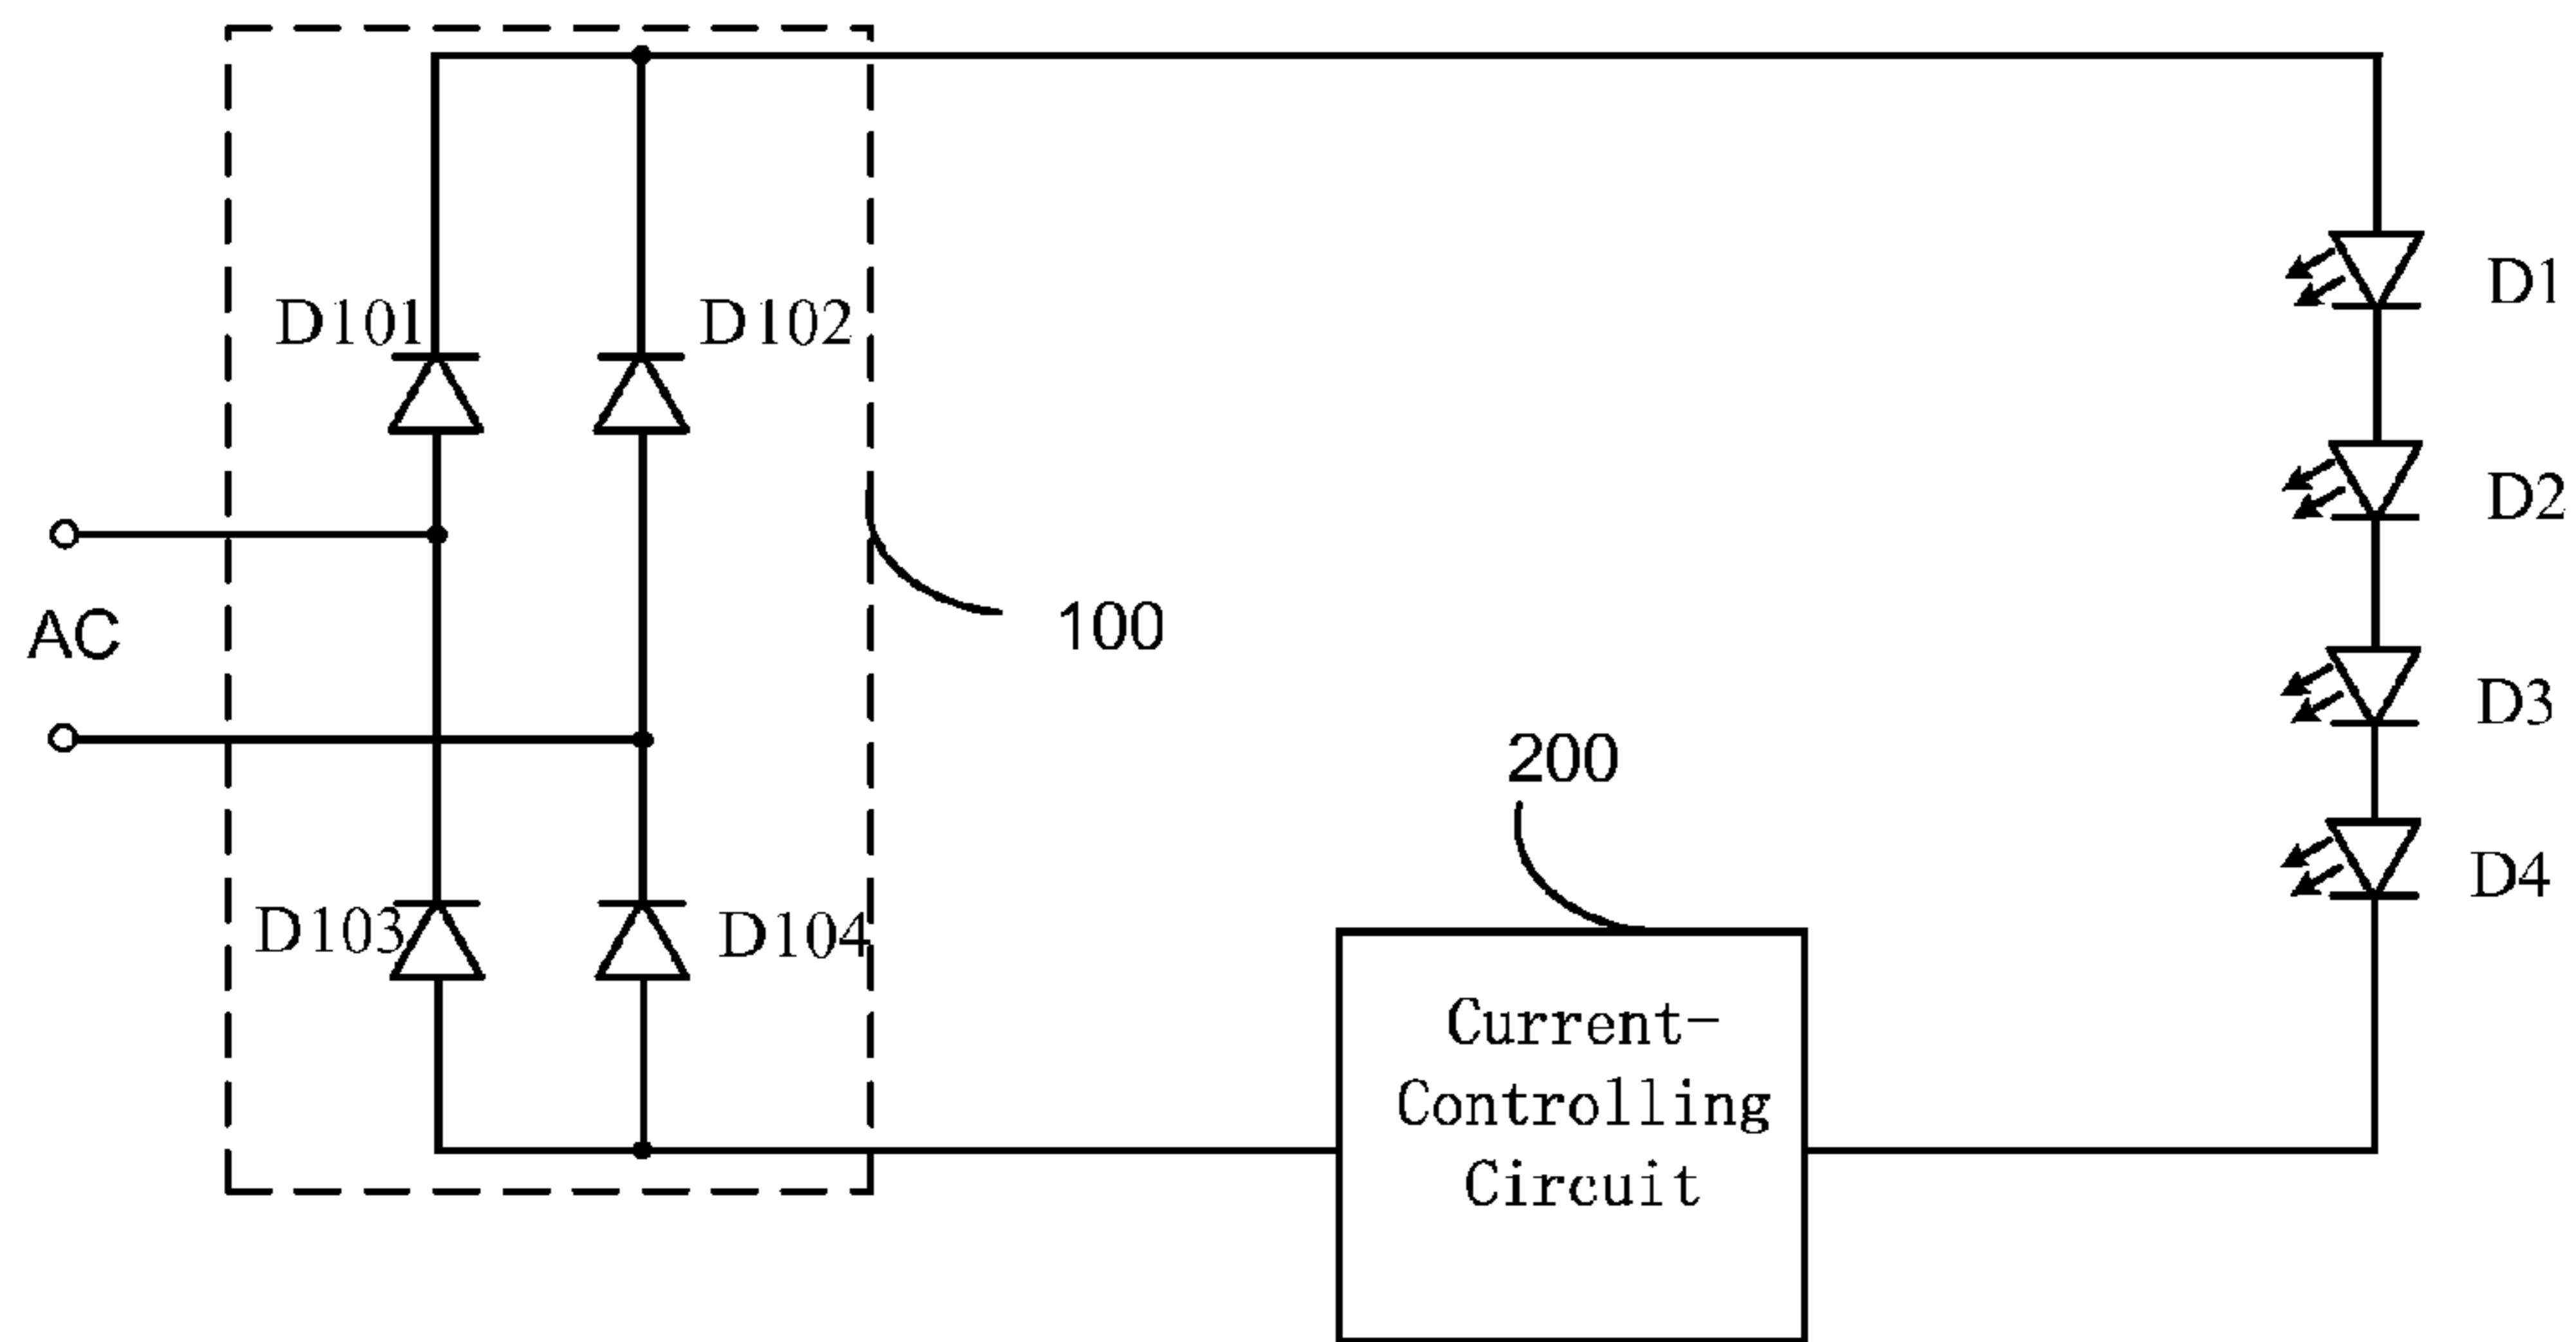 D101
D102
D1
D2
AC
100
D3
200
D4
D103
D104
Current-
Controlling
Circuit